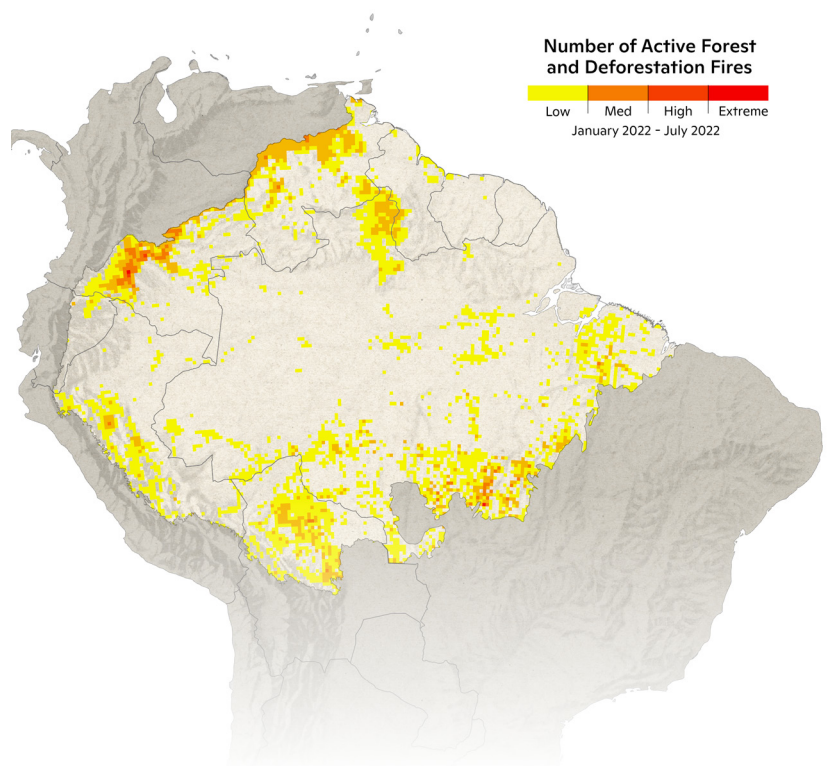 Number of Active Forest
and Deforestation Fires
Low Med High Extreme
January 2022 - July 2022